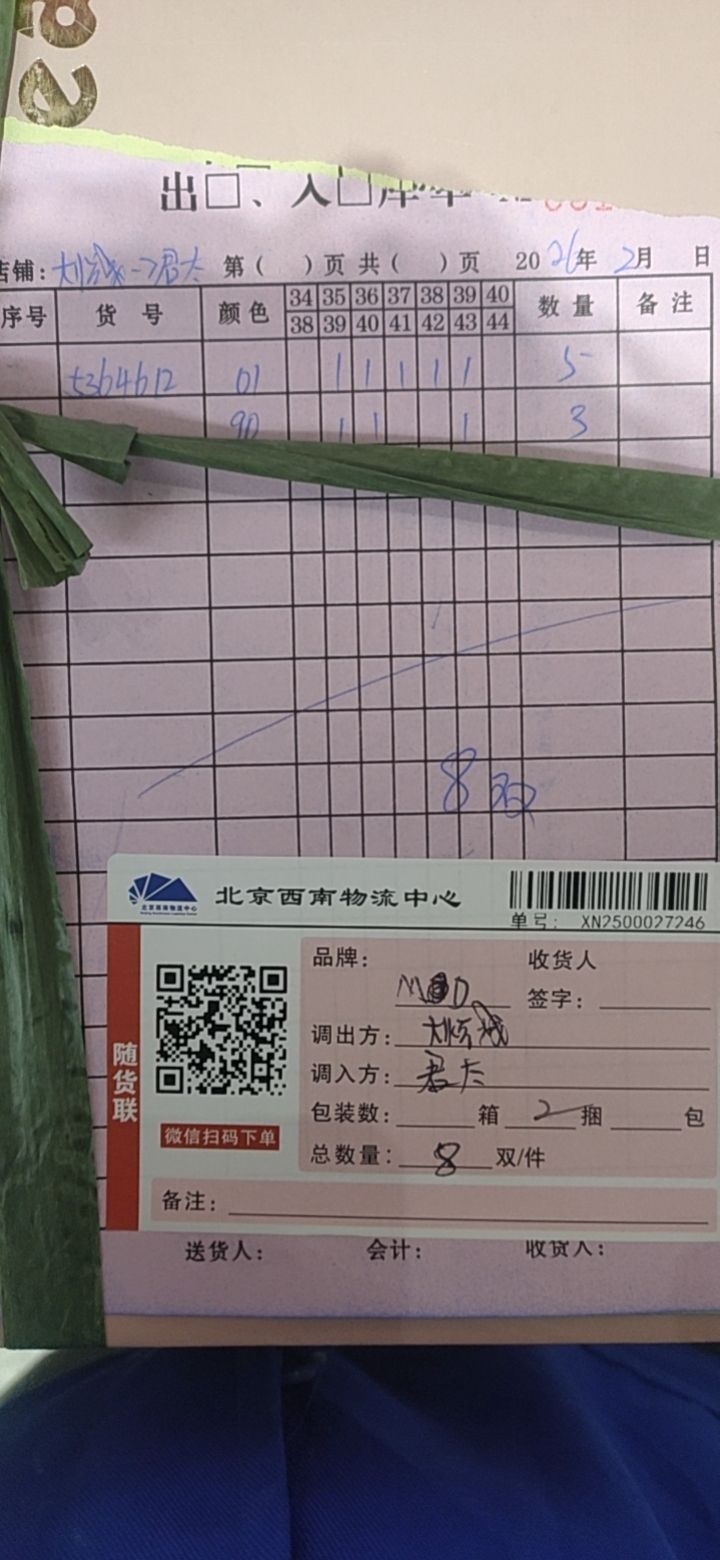 出□、入□库单 №
店铺: 君太 第( )页 共( )页 2026年 2月 日
序号 货号 颜色 34 35 36 37 38 39 40 数量 备注
38 39 40 41 42 43 44
5364612 01 1 1 1 1 1 5
90 1 1 1 3
8双
北京西南物流中心
单号: XN2500027246
随货联
微信扫码下单
品牌: 收货人
签字:
调出方:
调入方: 君太
包装数: 箱 2 捆 包
总数量: 8 双/件
备注:
送货人: 会计: 收货人: